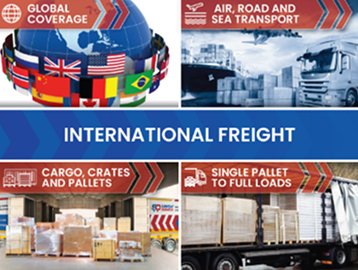 GLOBAL
COVERAGE
AIR, ROAD AND
SEA TRANSPORT
INTERNATIONAL FREIGHT
CARGO, CRATES
AND PALLETS
SINGLE PALLET
TO FULL LOADS